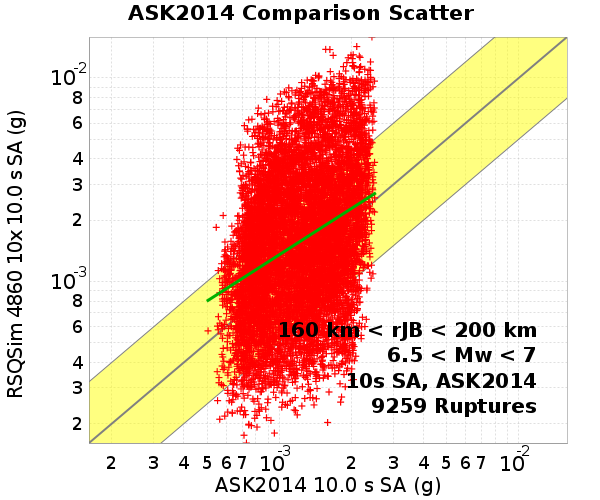 ASK2014 Comparison Scatter
RSQSim 4860 10x 10.0 s SA (g)
10-2
8
6
4
3
2
10-3
8
6
4
3
2
160 km < rJB < 200 km
6.5 < Mw < 7
10s SA, ASK2014
9259 Ruptures
2 3 4 5 6 7 10-3 2 3 4 5 6 7 10-2
ASK2014 10.0 s SA (g)